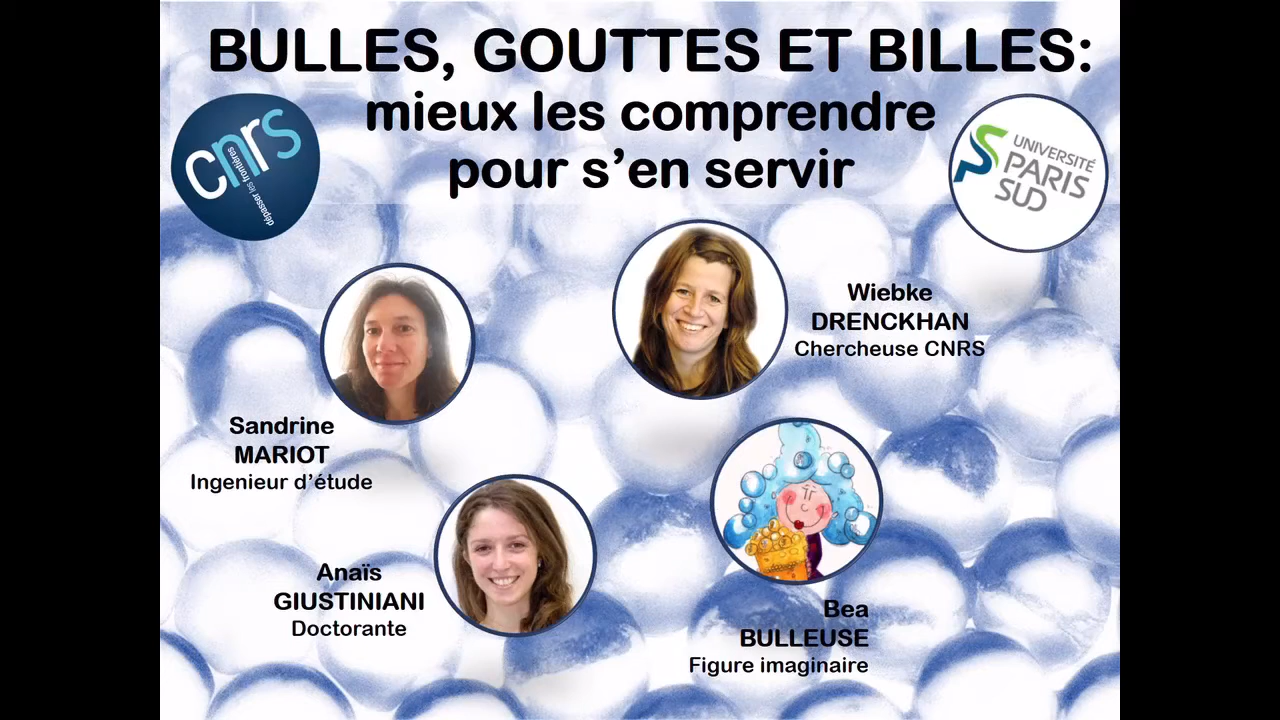 BULLES, GOUTTES ET BILLES:
mieux les comprendre
pour s'en servir
cnrs
dépasser les frontières
UNIVERSITÉ
PARIS
SUD
Wiebke
DRENCKHAN
Chercheuse CNRS
Sandrine
MARIOT
Ingenieur d'étude
Anaïs
GIUSTINIANI
Doctorante
Bea
BULLEUSE
Figure imaginaire